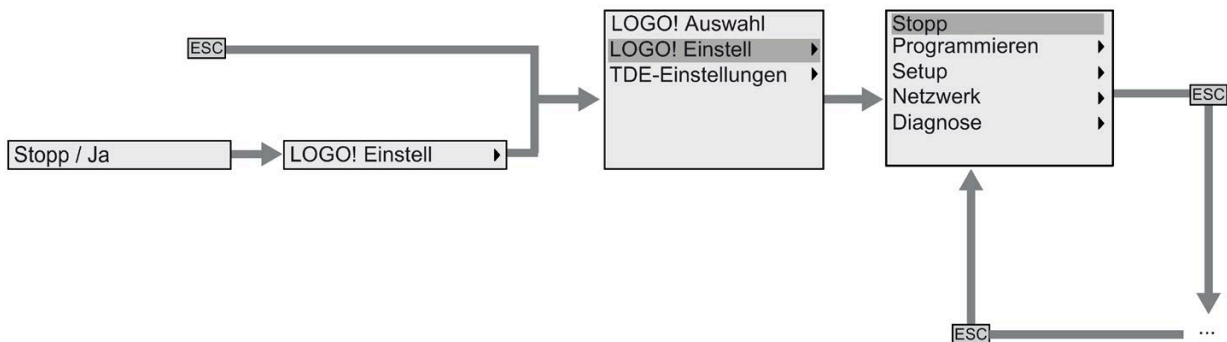 ESC
Stopp / Ja
LOGO! Einstell
LOGO! Auswahl
LOGO! Einstell
TDE-Einstellungen
Stopp
Programmieren
Setup
Netzwerk
Diagnose
ESC
...
ESC